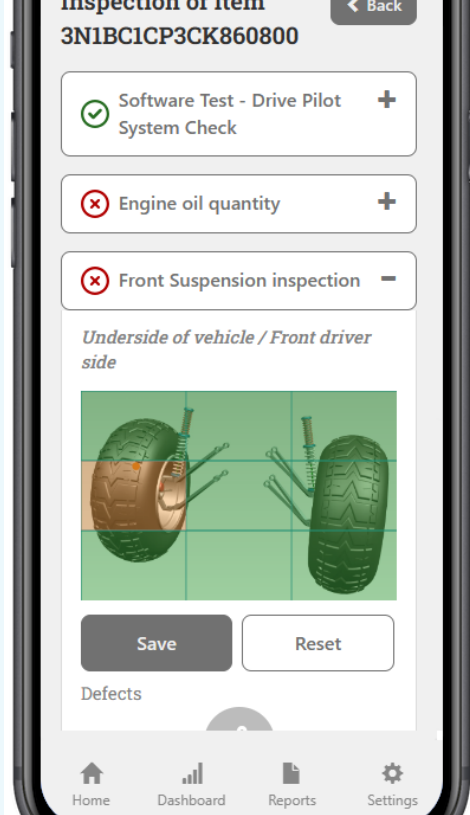 Inspection of Item
3N1BC1CP3CK860800
Back
Software Test - Drive Pilot
System Check
Engine oil quantity
Front Suspension inspection
Underside of vehicle / Front driver
side
Save
Reset
Defects
Home
Dashboard
Reports
Settings